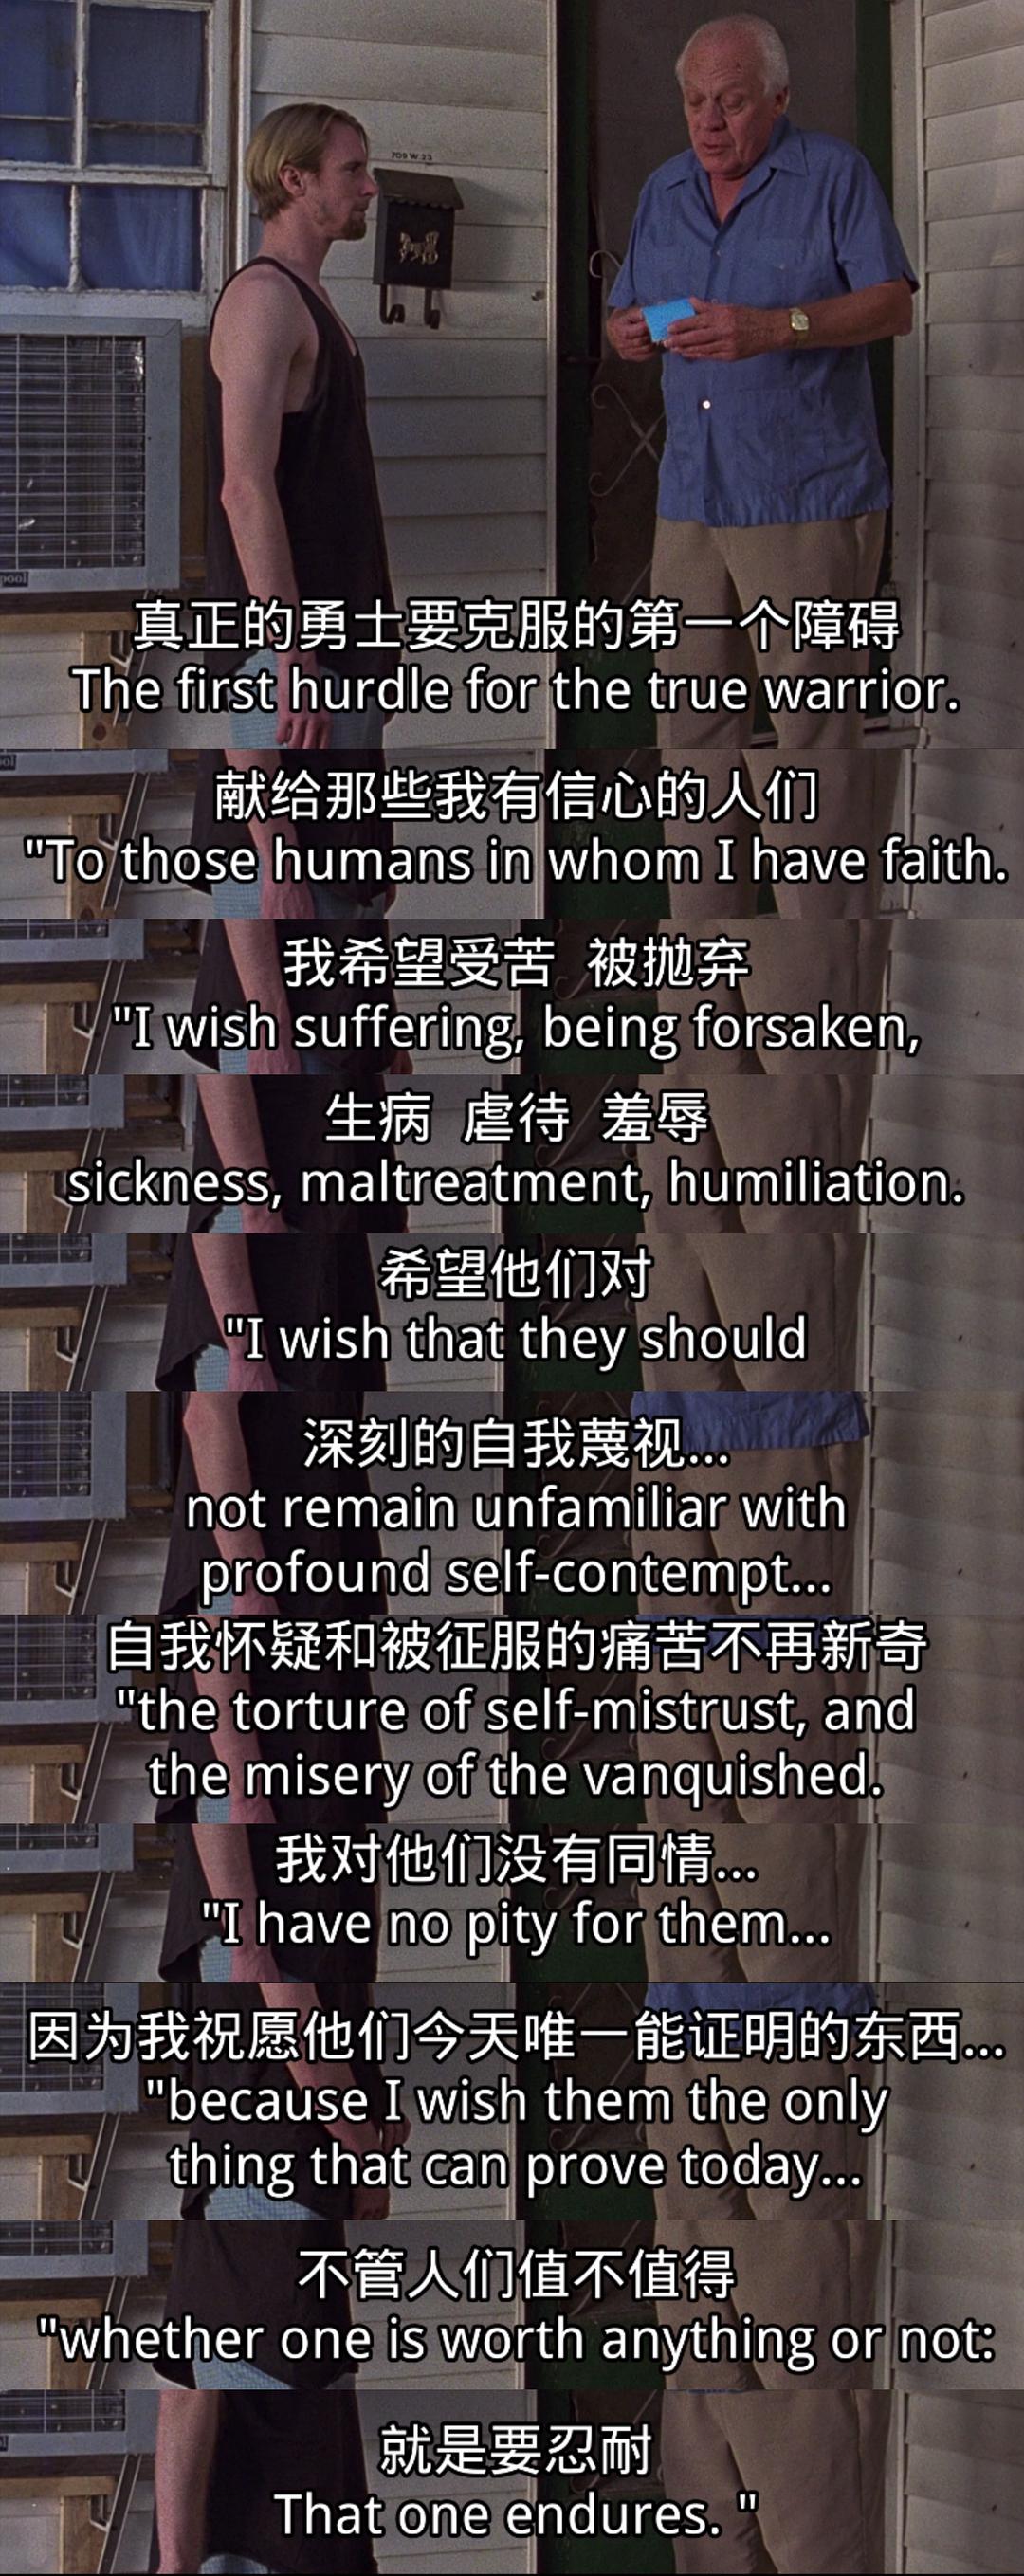 709 W 23
pool
真正的勇士要克服的第一个障碍
The first hurdle for the true warrior.
献给那些我有信心的人们
"To those humans in whom I have faith.
我希望受苦 被抛弃
"I wish suffering, being forsaken,
生病 虐待 羞辱
sickness, maltreatment, humiliation.
希望他们对
"I wish that they should
深刻的自我蔑视...
not remain unfamiliar with
profound self-contempt...
自我怀疑和被征服的痛苦不再新奇
"the torture of self-mistrust, and
the misery of the vanquished.
我对他们没有同情...
"I have no pity for them...
因为我祝愿他们今天唯一能证明的东西...
"because I wish them the only
thing that can prove today...
不管人们值不值得
"whether one is worth anything or not:
就是要忍耐
That one endures. "